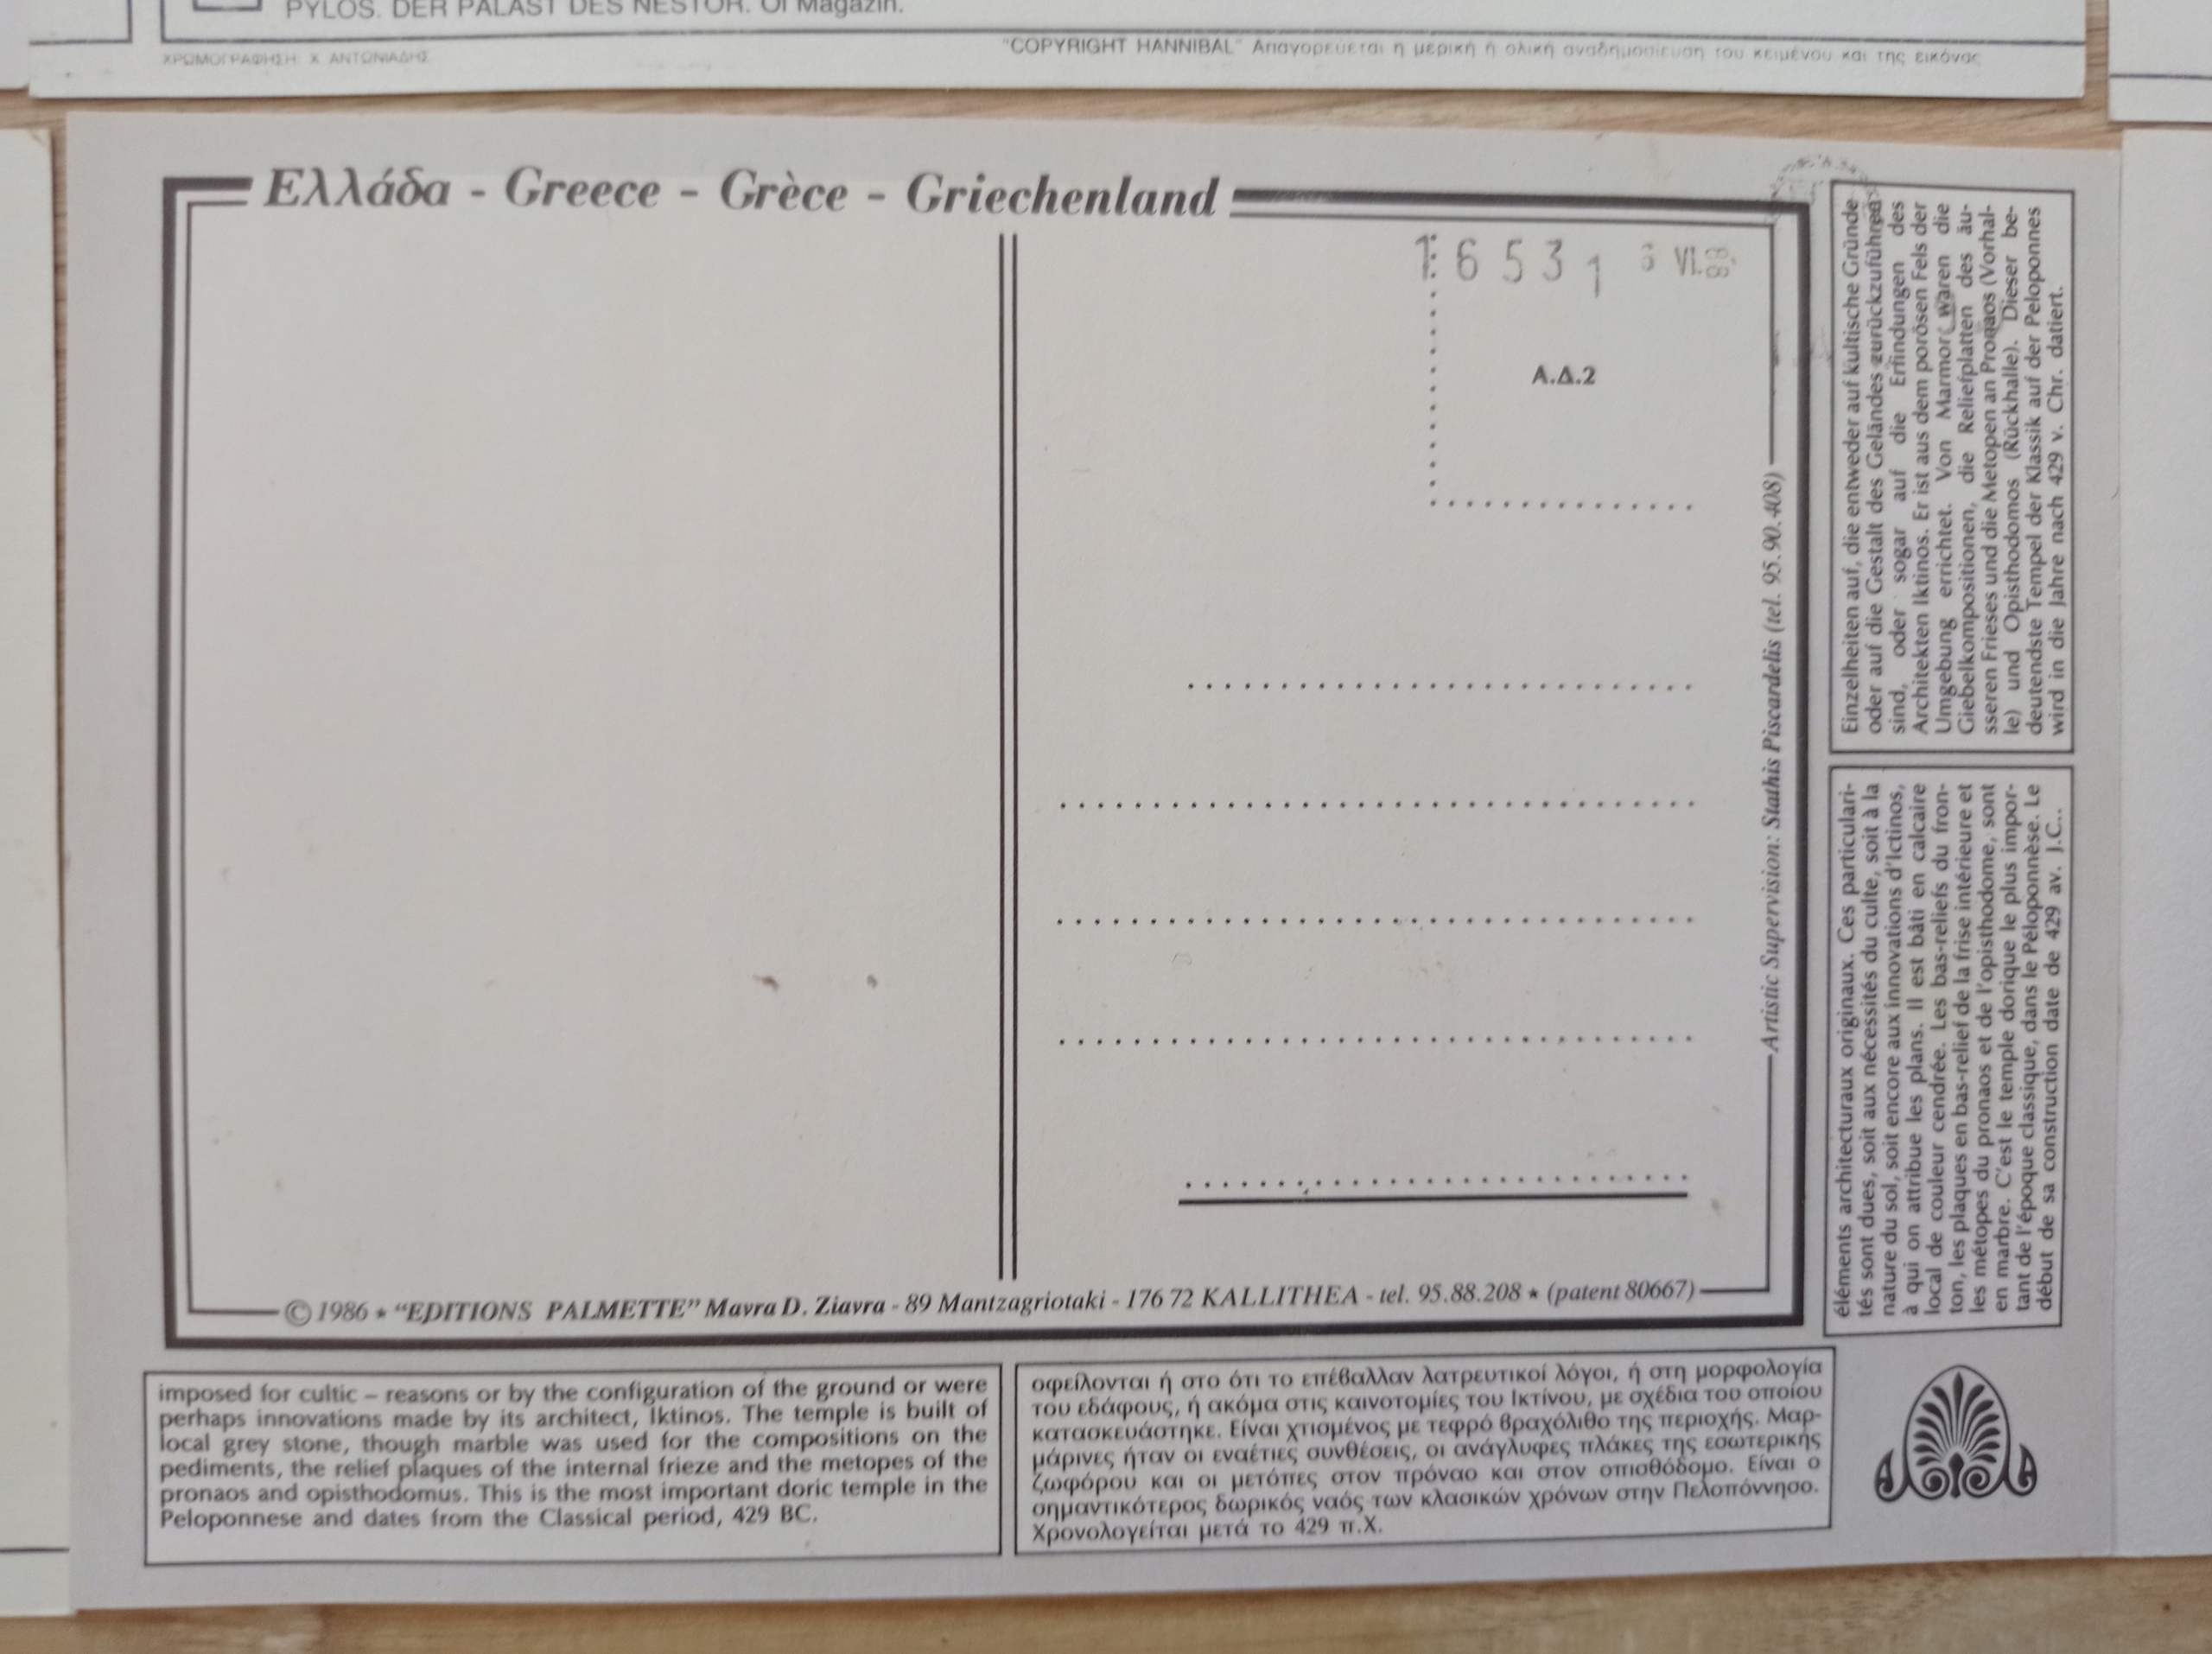 PYLOS. DER PALAST DES NESTOR. Öl Magazin.
ΧΡΩΜΟΓΡΑΦΗΣΗ: Χ ΑΝΤΩΝΙΑΔΗΣ
"COPYRIGHT HANNIBAL" Απαγορεύεται η μερική ή ολική αναδημοσίευση του κειμένου και της εικόνας
Ελλάδα - Greece - Grèce - Griechenland
1 6 5 3 1 VI.88
Α.Δ.2
Artistic Supervision: Stathis Piscardelis (tel. 95.90.408)
© 1986 * “EDITIONS PALMETTE” Mavra D. Ziavra - 89 Mantzagriotaki - 176 72 KALLITHEA - tel. 95.88.208 * (patent 80667)
Einzelheiten auf, die entweder auf kultische Gründe
oder auf die Gestalt des Geländes zurückzuführen
sind, oder sogar auf die Erfindungen des
Architekten Iktinos. Er ist aus dem porösen Fels der
Umgebung errichtet. Von Marmor waren die
Giebelkompositionen, die Reliefplatten des äu-
sseren Frieses und die Metopen an Pronaos (Vorhal-
le) und Opisthodomos (Rückhalle). Dieser be-
deutendste Tempel der Klassik auf der Peloponnes
wird in die Jahre nach 429 v. Chr. datiert.
éléments architecturaux originaux. Ces particulari-
tés sont dues, soit aux nécessités du culte, soit à la
nature du sol, soit encore aux innovations d'Ictinos,
à qui on attribue les plans. Il est bâti en calcaire
local de couleur cendrée. Les bas-reliefs du fron-
ton, les plaques en bas-relief de la frise intérieure et
les métopes du pronaos et de l'opisthodome, sont
en marbre. C'est le temple dorique le plus impor-
tant de l'époque classique, dans le Péloponnèse. Le
début de sa construction date de 429 av. J.C..
imposed for cultic – reasons or by the configuration of the ground or were
perhaps innovations made by its architect, Iktinos. The temple is built of
local grey stone, though marble was used for the compositions on the
pediments, the relief plaques of the internal frieze and the metopes of the
pronaos and opisthodomus. This is the most important doric temple in the
Peloponnese and dates from the Classical period, 429 BC.
οφείλονται ή στο ότι το επέβαλλαν λατρευτικοί λόγοι, ή στη μορφολογία
του εδάφους, ή ακόμα στις καινοτομίες του Ικτίνου, με σχέδια του οποίου
κατασκευάστηκε. Είναι χτισμένος με τεφρό βραχόλιθο της περιοχής. Μαρ-
μάρινες ήταν οι εναέτιες συνθέσεις, οι ανάγλυφες πλάκες της εσωτερικής
ζωφόρου και οι μετόπες στον πρόναο και στον οπισθόδομο. Είναι ο
σημαντικότερος δωρικός ναός των κλασικών χρόνων στην Πελοπόννησο.
Χρονολογείται μετά το 429 π.Χ.